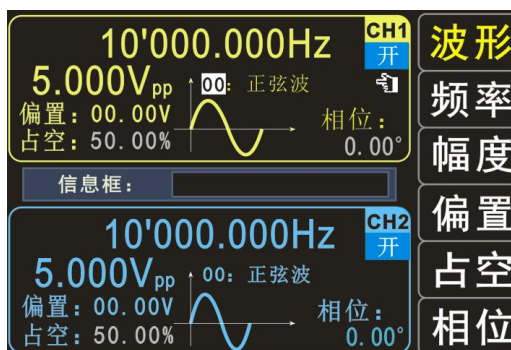 10'000.000Hz CH1
开
5.000Vpp 00: 正弦波
偏置: 00.00V 相位:
占空: 50.00% 0.00°
信息框:
10'000.000Hz CH2
开
5.000Vpp 00: 正弦波
偏置: 00.00V 相位:
占空: 50.00% 0.00°
波形
频率
幅度
偏置
占空
相位